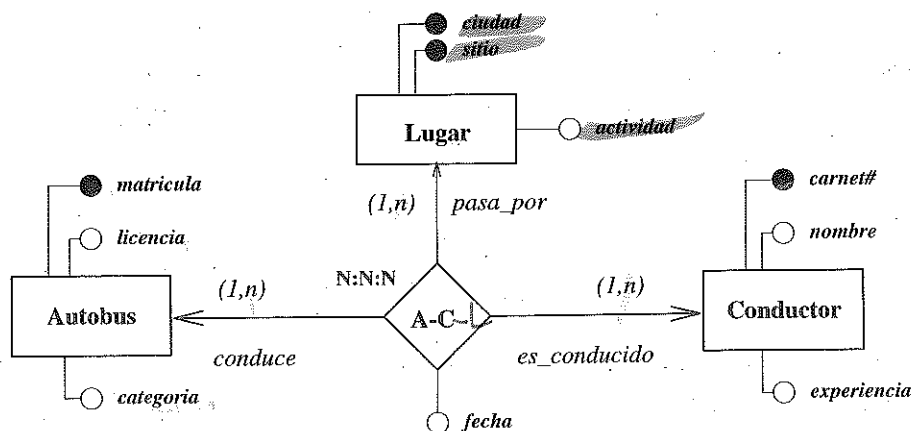 ciudad
sitio
Lugar
actividad
matricula
licencia
(1,n)
pasa_por
carnet#
nombre
Autobus
(1,n)
N:N:N
A-C-L
(1,n)
Conductor
conduce
es_conducido
categoria
fecha
experiencia